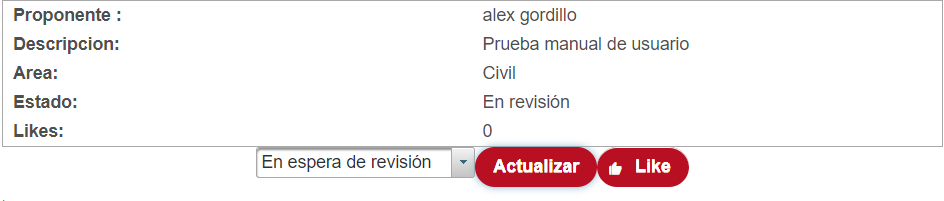 Proponente : alex gordillo
Descripcion: Prueba manual de usuario
Area: Civil
Estado: En revisión
Likes: 0
En espera de revisión Actualizar Like